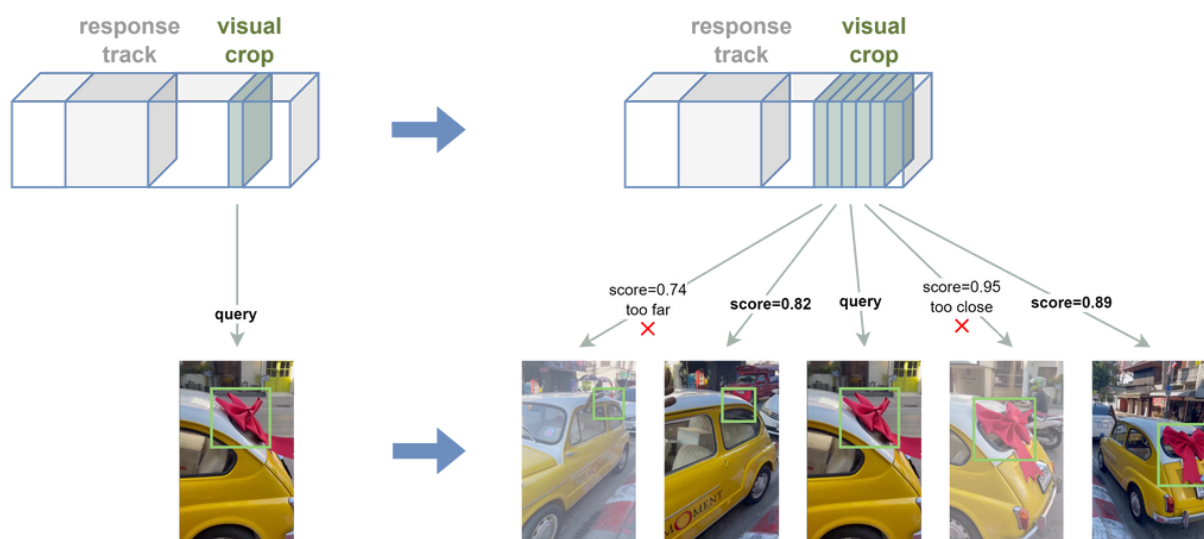 response
track
visual
crop
response
track
visual
crop
query
score=0.74
too far
score=0.82
query
score=0.95
too close
score=0.89
MOMENT